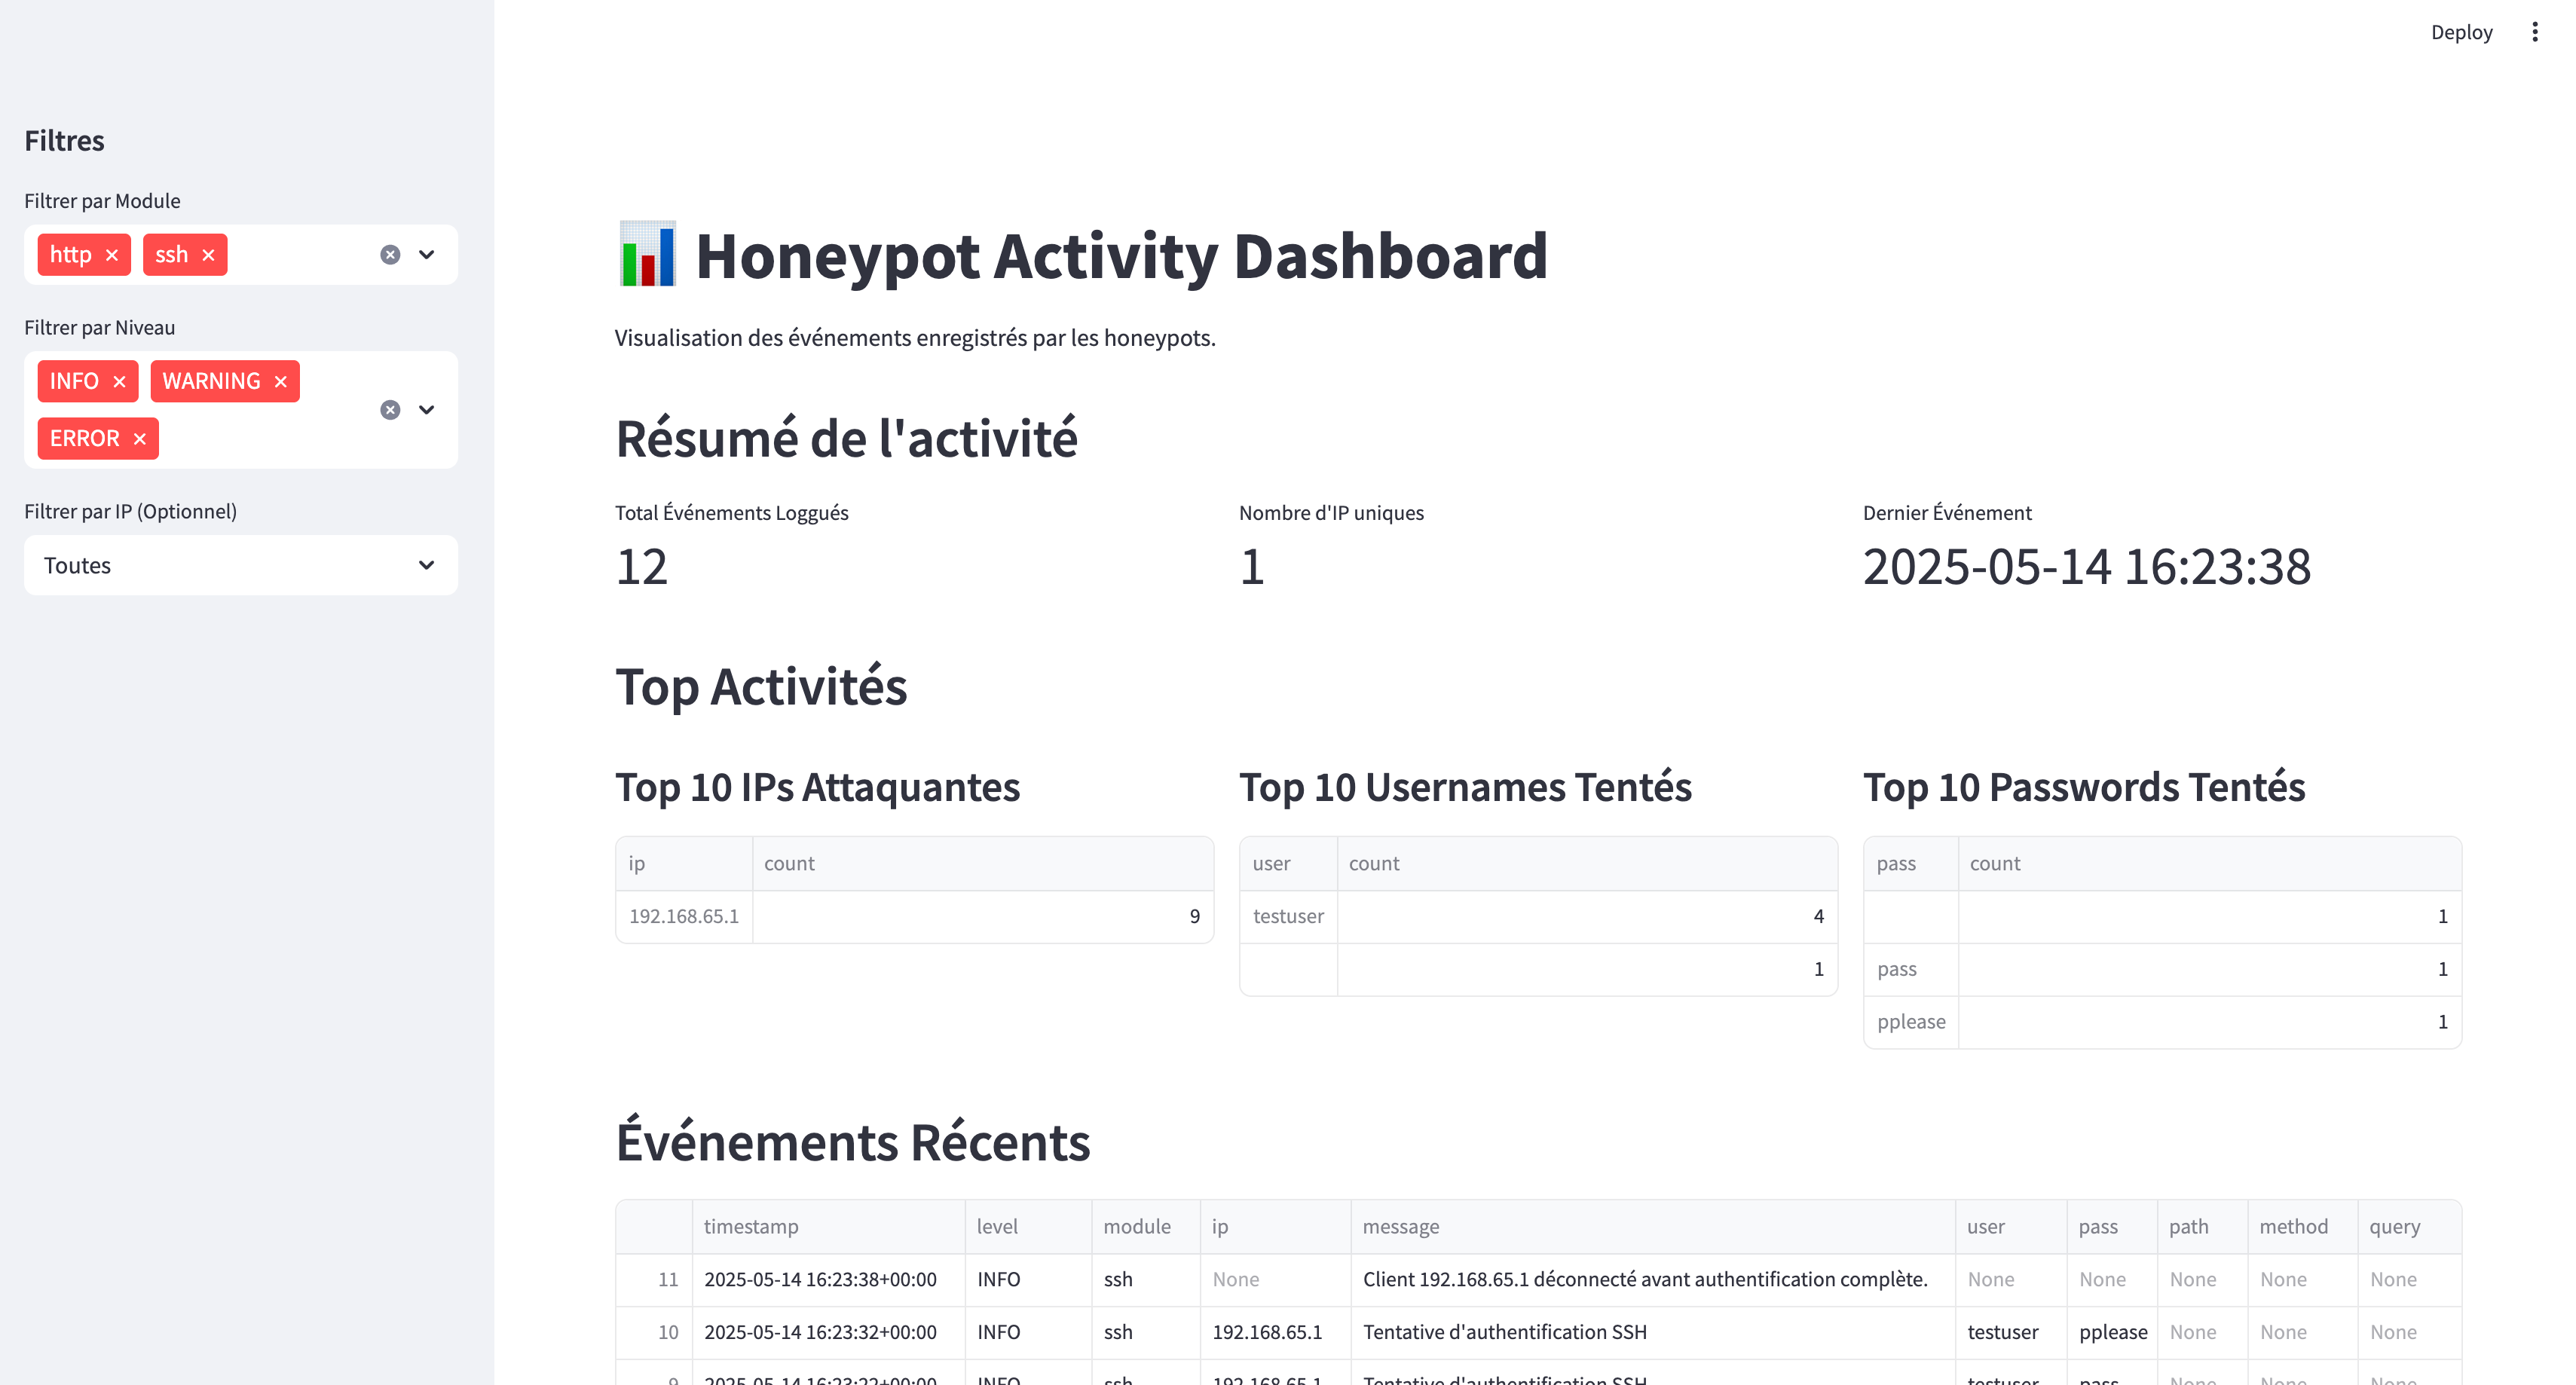 Deploy
Filtres
Filtrer par Module
http ssh
Filtrer par Niveau
INFO WARNING
ERROR
Filtrer par IP (Optionnel)
Toutes
Honeypot Activity Dashboard
Visualisation des événements enregistrés par les honeypots.
Résumé de l'activité
Total Événements Loggués Nombre d'IP uniques Dernier Événement
12 1 2025-05-14 16:23:38
Top Activités
Top 10 IPs Attaquantes
ip count
192.168.65.1 9
Top 10 Usernames Tentés
user count
testuser 4
1
Top 10 Passwords Tentés
pass count
1
pass 1
pplease 1
Événements Récents
timestamp level module ip message user pass path method query
11 2025-05-14 16:23:38+00:00 INFO ssh None Client 192.168.65.1 déconnecté avant authentification complète. None None None None None
10 2025-05-14 16:23:32+00:00 INFO ssh 192.168.65.1 Tentative d'authentification SSH testuser pplease None None None
9 2025-05-14 16:23:22+00:00 INFO ssh 192.168.65.1 Tentative d'authentification SSH testuser pass None None None